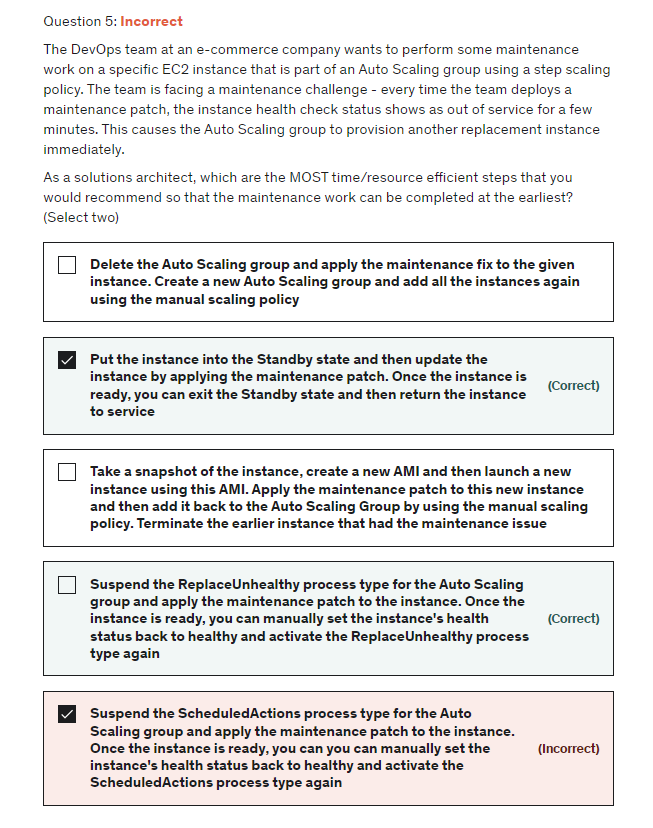 Question 5: Incorrect
The DevOps team at an e-commerce company wants to perform some maintenance
work on a specific EC2 instance that is part of an Auto Scaling group using a step scaling
policy. The team is facing a maintenance challenge - every time the team deploys a
maintenance patch, the instance health check status shows as out of service for a few
minutes. This causes the Auto Scaling group to provision another replacement instance
immediately.
As a solutions architect, which are the MOST time/resource efficient steps that you
would recommend so that the maintenance work can be completed at the earliest?
(Select two)
Delete the Auto Scaling group and apply the maintenance fix to the given
instance. Create a new Auto Scaling group and add all the instances again
using the manual scaling policy
Put the instance into the Standby state and then update the
instance by applying the maintenance patch. Once the instance is
ready, you can exit the Standby state and then return the instance
to service
(Correct)
Take a snapshot of the instance, create a new AMI and then launch a new
instance using this AMI. Apply the maintenance patch to this new instance
and then add it back to the Auto Scaling Group by using the manual scaling
policy. Terminate the earlier instance that had the maintenance issue
Suspend the ReplaceUnhealthy process type for the Auto Scaling
group and apply the maintenance patch to the instance. Once the
instance is ready, you can manually set the instance's health
status back to healthy and activate the ReplaceUnhealthy process
type again
(Correct)
Suspend the ScheduledActions process type for the Auto
Scaling group and apply the maintenance patch to the instance.
Once the instance is ready, you can you can manually set the
instance's health status back to healthy and activate the
ScheduledActions process type again
(Incorrect)